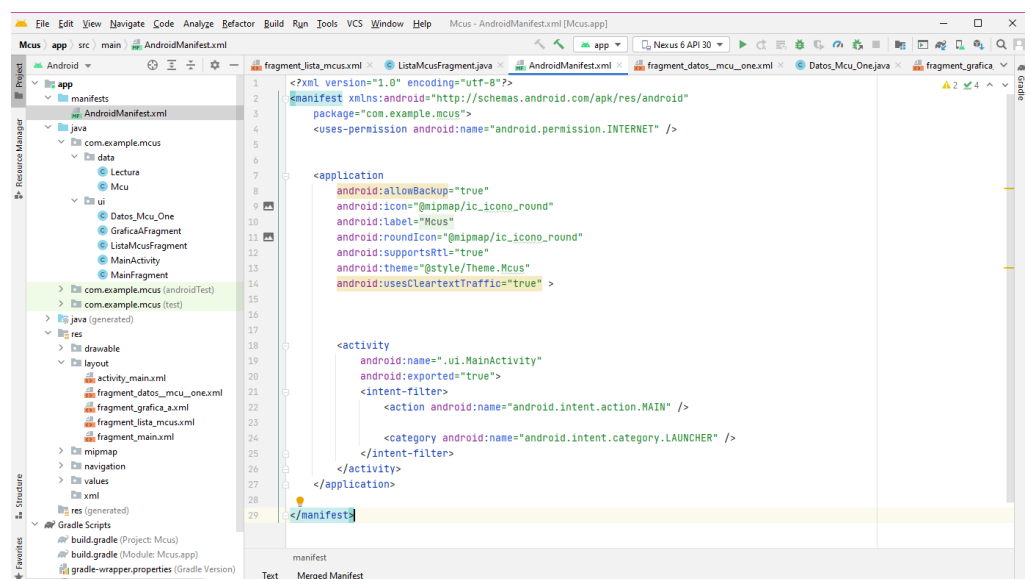 File Edit View Navigate Code Analyze Refactor Build Run Tools VCS Window Help Mcus - AndroidManifest.xml [Mcus.app]
Mcus app src main AndroidManifest.xml
app Nexus 6 API 30
Android
fragment_lista_mcus.xml ListaMcusFragment.java AndroidManifest.xml fragment_datos__mcu__one.xml Datos_Mcu_One.java fragment_grafica_
Project
Resource Manager
Structure
Favorites
Gradle
app
manifests
AndroidManifest.xml
java
com.example.mcus
data
Lectura
Mcu
ui
Datos_Mcu_One
GraficaAFragment
ListaMcusFragment
MainActivity
MainFragment
com.example.mcus (androidTest)
com.example.mcus (test)
java (generated)
res
drawable
layout
activity_main.xml
fragment_datos__mcu__one.xml
fragment_grafica_a.xml
fragment_lista_mcus.xml
fragment_main.xml
mipmap
navigation
values
xml
res (generated)
Gradle Scripts
build.gradle (Project: Mcus)
build.gradle (Module: Mcus.app)
gradle-wrapper.properties (Gradle Version)
2 4
1 <?xml version="1.0" encoding="utf-8"?>
2 <manifest xmlns:android="http://schemas.android.com/apk/res/android"
3 package="com.example.mcus">
4 <uses-permission android:name="android.permission.INTERNET" />
5
6
7 <application
8 android:allowBackup="true"
9 android:icon="@mipmap/ic_icono_round"
10 android:label="Mcus"
11 android:roundIcon="@mipmap/ic_icono_round"
12 android:supportsRtl="true"
13 android:theme="@style/Theme.Mcus"
14 android:usesCleartextTraffic="true" >
15
16
17
18 <activity
19 android:name=".ui.MainActivity"
20 android:exported="true">
21 <intent-filter>
22 <action android:name="android.intent.action.MAIN" />
23
24 <category android:name="android.intent.category.LAUNCHER" />
25 </intent-filter>
26 </activity>
27 </application>
28
29 </manifest>
manifest
Text Merged Manifest